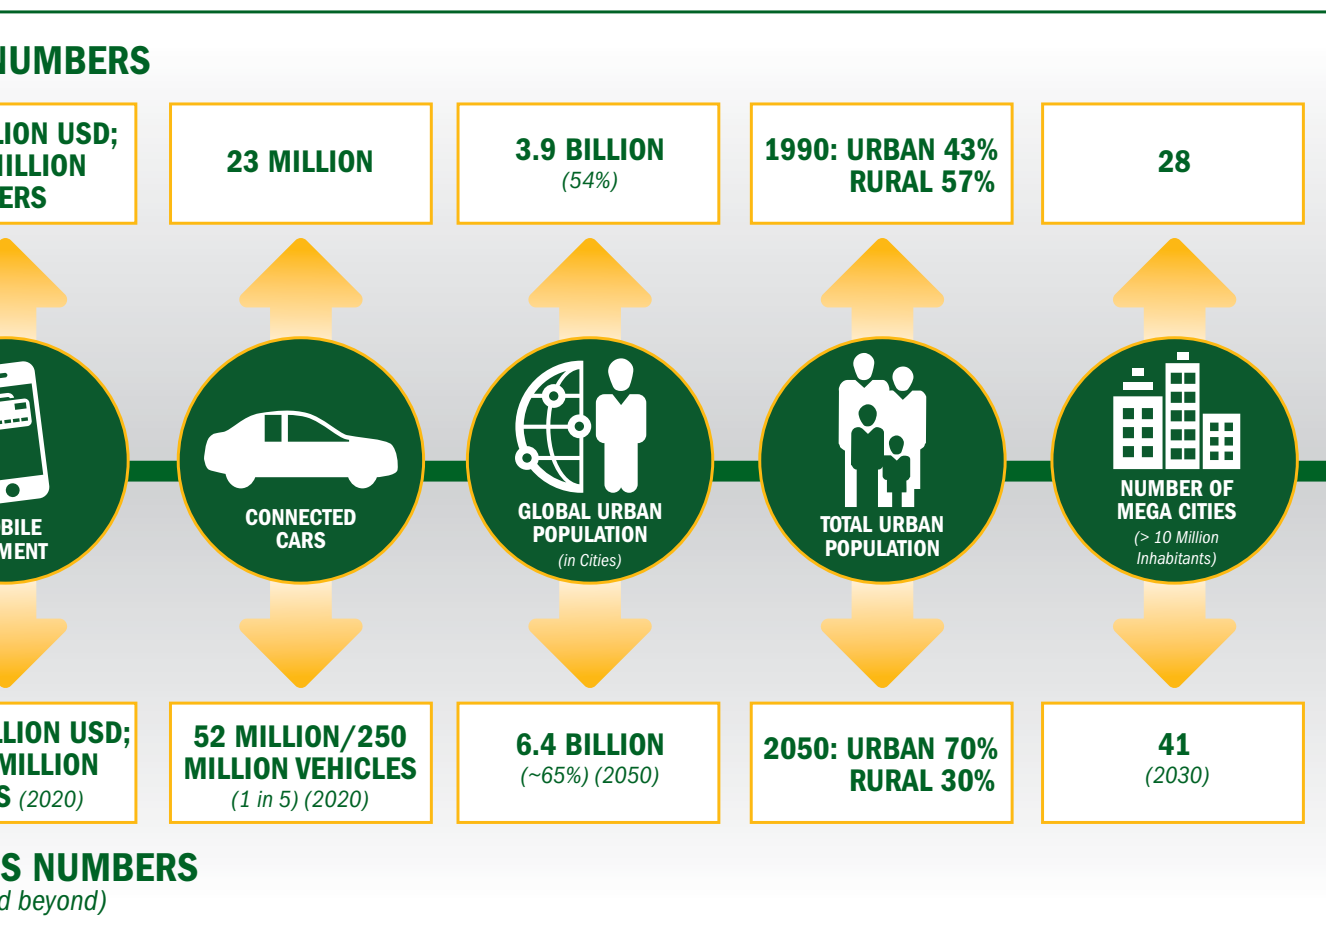 NUMBERS
LION USD;
MILLION
ERS
23 MILLION
3.9 BILLION
(54%)
1990: URBAN 43%
RURAL 57%
28
BILE
MENT
CONNECTED
CARS
GLOBAL URBAN
POPULATION
(in Cities)
TOTAL URBAN
POPULATION
NUMBER OF
MEGA CITIES
(> 10 Million
Inhabitants)
LION USD;
MILLION
S (2020)
52 MILLION/250
MILLION VEHICLES
(1 in 5) (2020)
6.4 BILLION
(~65%) (2050)
2050: URBAN 70%
RURAL 30%
41
(2030)
S NUMBERS
d beyond)